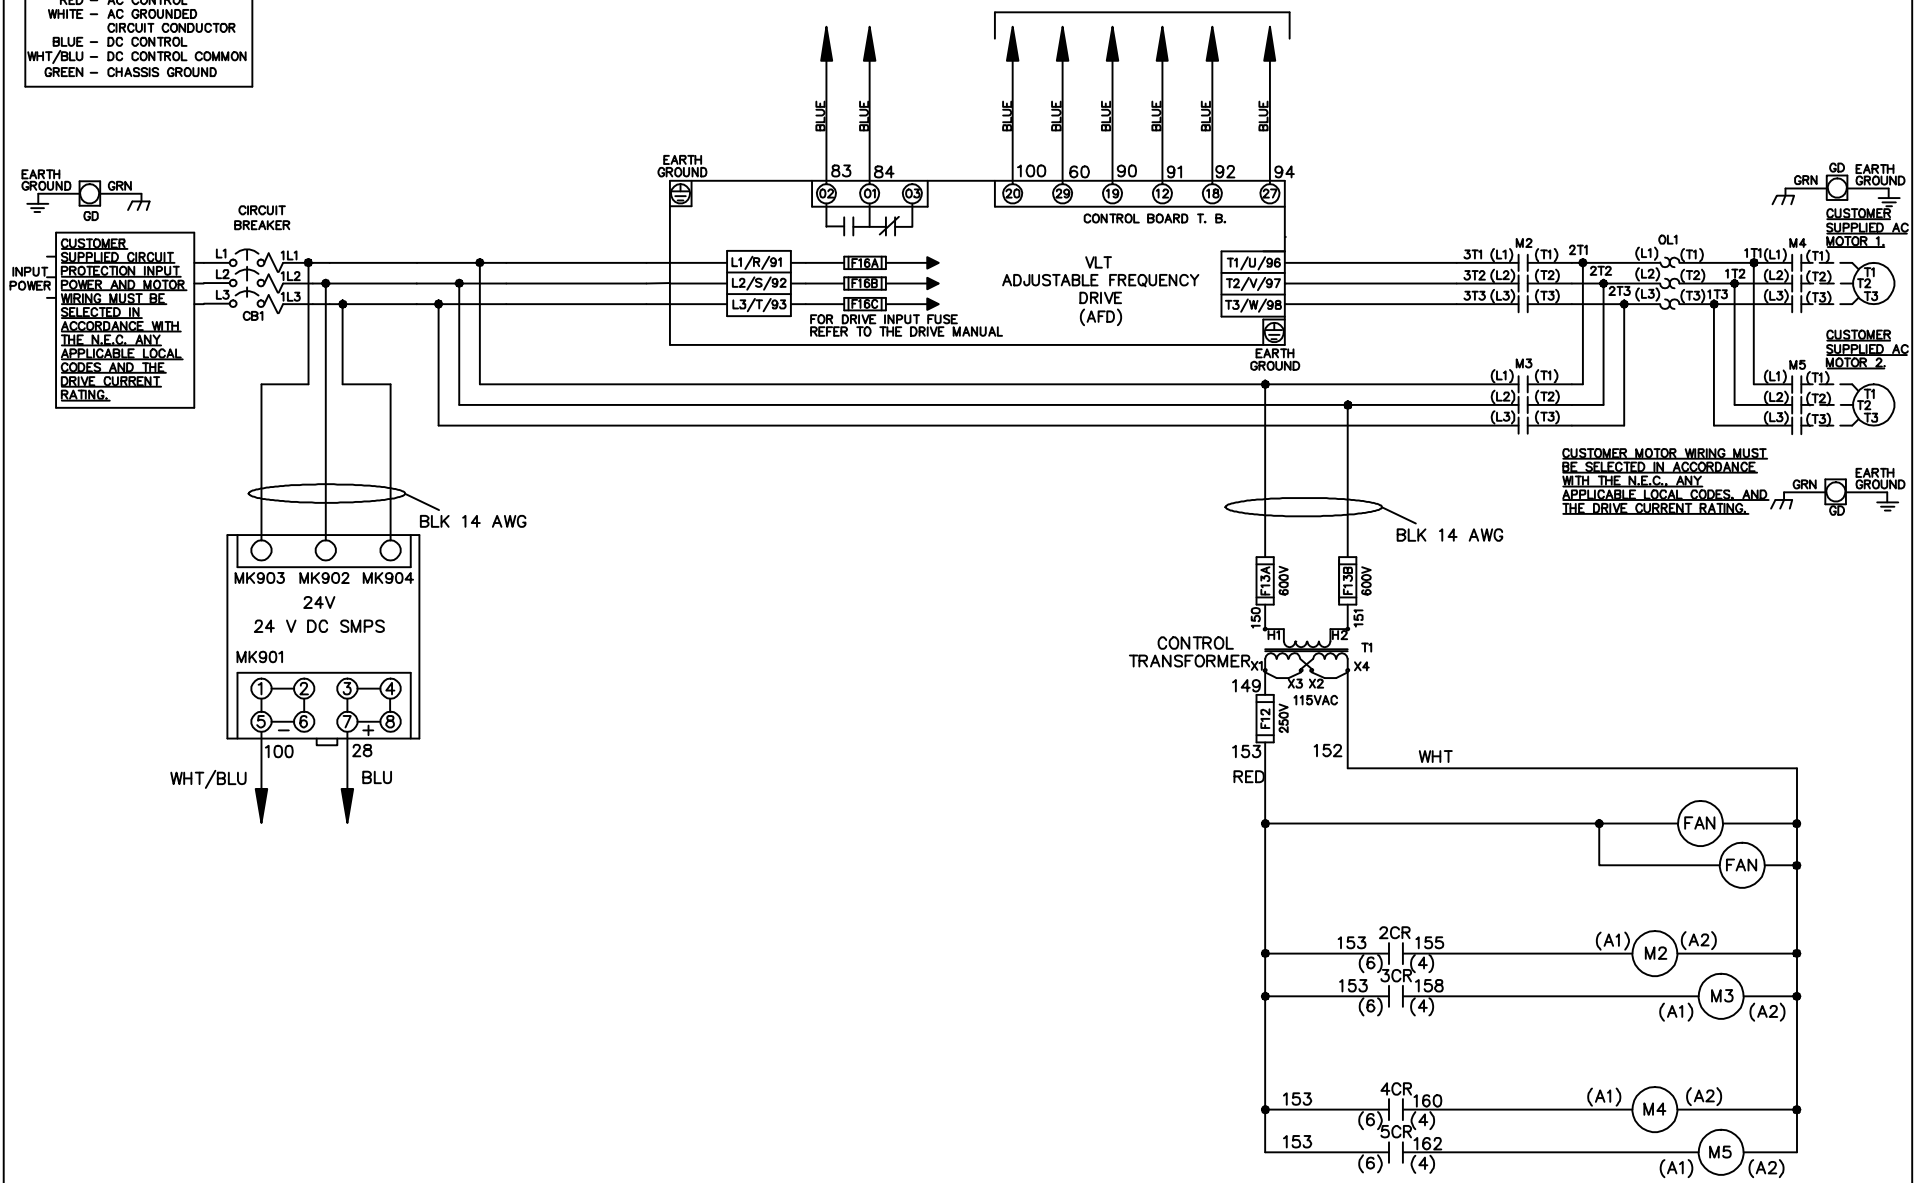 RED - AC CONTROL
WHITE - AC GROUNDED
CIRCUIT CONDUCTOR
BLUE - DC CONTROL
WHT/BLU - DC CONTROL COMMON
GREEN - CHASSIS GROUND
BLUE
BLUE
BLUE
BLUE
BLUE
BLUE
BLUE
BLUE
EARTH
GROUND
GRN
GD
CIRCUIT
BREAKER
INPUT
POWER
CUSTOMER
SUPPLIED CIRCUIT
PROTECTION INPUT
POWER AND MOTOR
WIRING MUST BE
SELECTED IN
ACCORDANCE WITH
THE N.E.C. ANY
APPLICABLE LOCAL
CODES AND THE
DRIVE CURRENT
RATING.
L1 1L1
L2 1L2
L3 1L3
CB1
EARTH
GROUND
83 84
02 01 03
100 60 90 91 92 94
20 29 19 12 18 27
CONTROL BOARD T. B.
L1/R/91 F16A
L2/S/92 F16B
L3/T/93 F16C
FOR DRIVE INPUT FUSE
REFER TO THE DRIVE MANUAL
VLT
ADJUSTABLE FREQUENCY
DRIVE
(AFD)
T1/U/96
T2/V/97
T3/W/98
EARTH
GROUND
M2
3T1 (L1) (T1) 2T1
3T2 (L2) (T2) 2T2
3T3 (L3) (T3) 2T3
OL1
(L1) (T1) 1T1
(L2) (T2) 1T2
(L3) (T3) 1T3
M4
(L1) (T1)
(L2) (T2)
(L3) (T3)
T1
T2
T3
GRN
GD
EARTH
GROUND
CUSTOMER
SUPPLIED AC
MOTOR 1.
M3
(L1) (T1)
(L2) (T2)
(L3) (T3)
CUSTOMER
SUPPLIED AC
MOTOR 2.
M5
(L1) (T1)
(L2) (T2)
(L3) (T3)
T1
T2
T3
CUSTOMER MOTOR WIRING MUST
BE SELECTED IN ACCORDANCE
WITH THE N.E.C., ANY
APPLICABLE LOCAL CODES, AND
THE DRIVE CURRENT RATING.
GRN
GD
EARTH
GROUND
BLK 14 AWG
MK903 MK902 MK904
24V
24 V DC SMPS
MK901
1 2 3 4
5 6 7 8
- +
100 28
WHT/BLU BLU
BLK 14 AWG
F13A 600V
F13B 600V
150 151
H1 H2
T1
CONTROL
TRANSFORMER
X1 X4
X3 X2
115VAC
149
F12 250V
153 152
RED
WHT
FAN
FAN
2CR
153 155
(6) (4)
(A1) M2 (A2)
3CR
153 158
(6) (4)
(A1) M3 (A2)
4CR
153 160
(6) (4)
(A1) M4 (A2)
5CR
153 162
(6) (4)
(A1) M5 (A2)